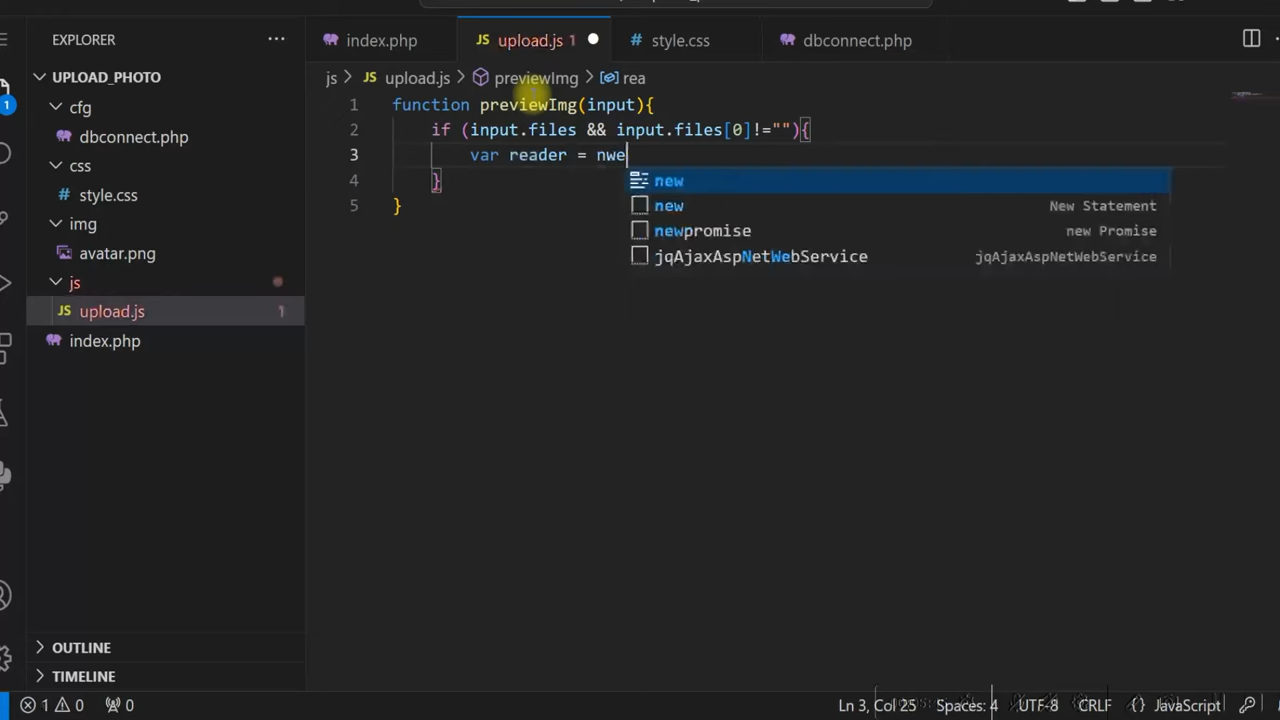 EXPLORER
index.php
JS upload.js 1
style.css
dbconnect.php
UPLOAD_PHOTO
js > JS upload.js > previewImg > rea
cfg
dbconnect.php
css
style.css
img
avatar.png
js
JS upload.js 1
index.php
1 function previewImg(input){
2 if (input.files && input.files[0]!=""){
3 var reader = nwe
4 }
5 }
new
new New Statement
newpromise new Promise
jqAjaxAspNetWebService jqAjaxAspNetWebService
1
OUTLINE
TIMELINE
1 0 0
Ln 3, Col 25 Spaces: 4 UTF-8 CRLF {} JavaScript